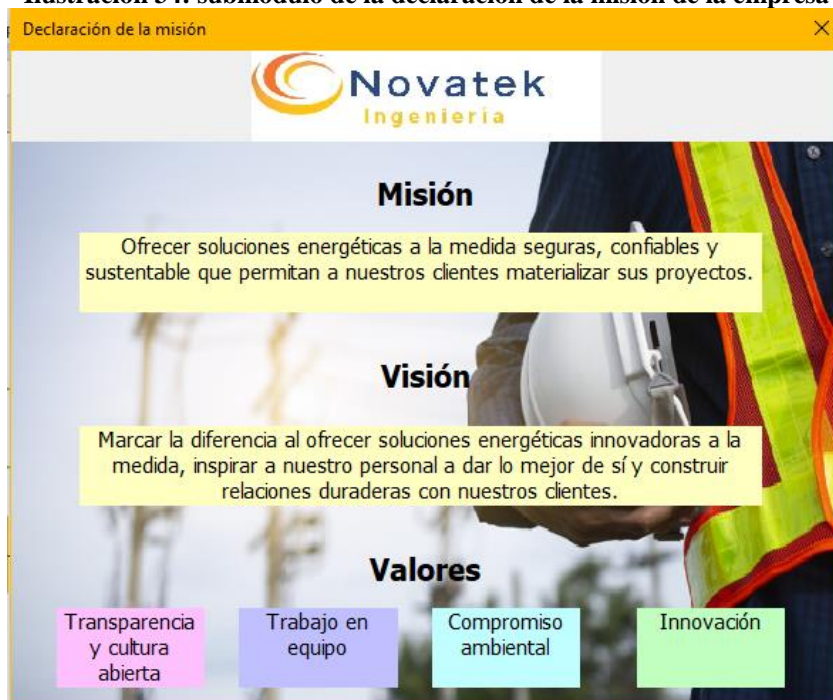 Ilustración 34. submódulo de la declaración de la misión de la empresa
Declaración de la misión
Novatek
Ingeniería
Misión
Ofrecer soluciones energéticas a la medida seguras, confiables y
sustentable que permitan a nuestros clientes materializar sus proyectos.
Visión
Marcar la diferencia al ofrecer soluciones energéticas innovadoras a la
medida, inspirar a nuestro personal a dar lo mejor de sí y construir
relaciones duraderas con nuestros clientes.
Valores
Transparencia
y cultura
abierta
Trabajo en
equipo
Compromiso
ambiental
Innovación